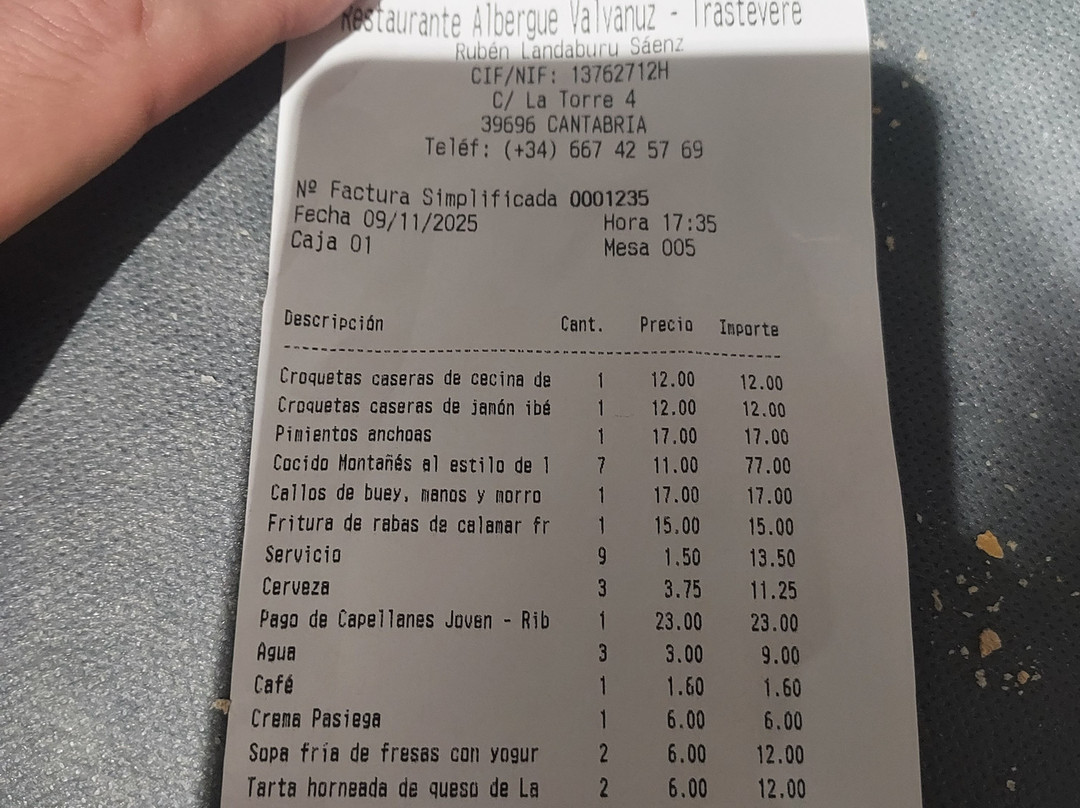 Restaurante Albergue Valvanuz - Trastevere
Rubén Landaburu Sáenz
CIF/NIF: 13762712H
C/ La Torre 4
39696 CANTABRIA
Teléf: (+34) 667 42 57 69
Nº Factura Simplificada 0001235
Fecha 09/11/2025 Hora 17:35
Caja 01 Mesa 005
Descripción Cant. Precio Importe
Croquetas caseras de cecina de 1 12.00 12.00
Croquetas caseras de jamón ibé 1 12.00 12.00
Pimientos anchoas 1 17.00 17.00
Cocido Montañés al estilo de l 7 11.00 77.00
Callos de buey, manos y morro 1 17.00 17.00
Fritura de rabas de calamar fr 1 15.00 15.00
Servicio 9 1.50 13.50
Cerveza 3 3.75 11.25
Pago de Capellanes Joven - Rib 1 23.00 23.00
Agua 3 3.00 9.00
Café 1 1.60 1.60
Crema Pasiega 1 6.00 6.00
Sopa fría de fresas con yogur 2 6.00 12.00
Tarta horneada de queso de La 2 6.00 12.00